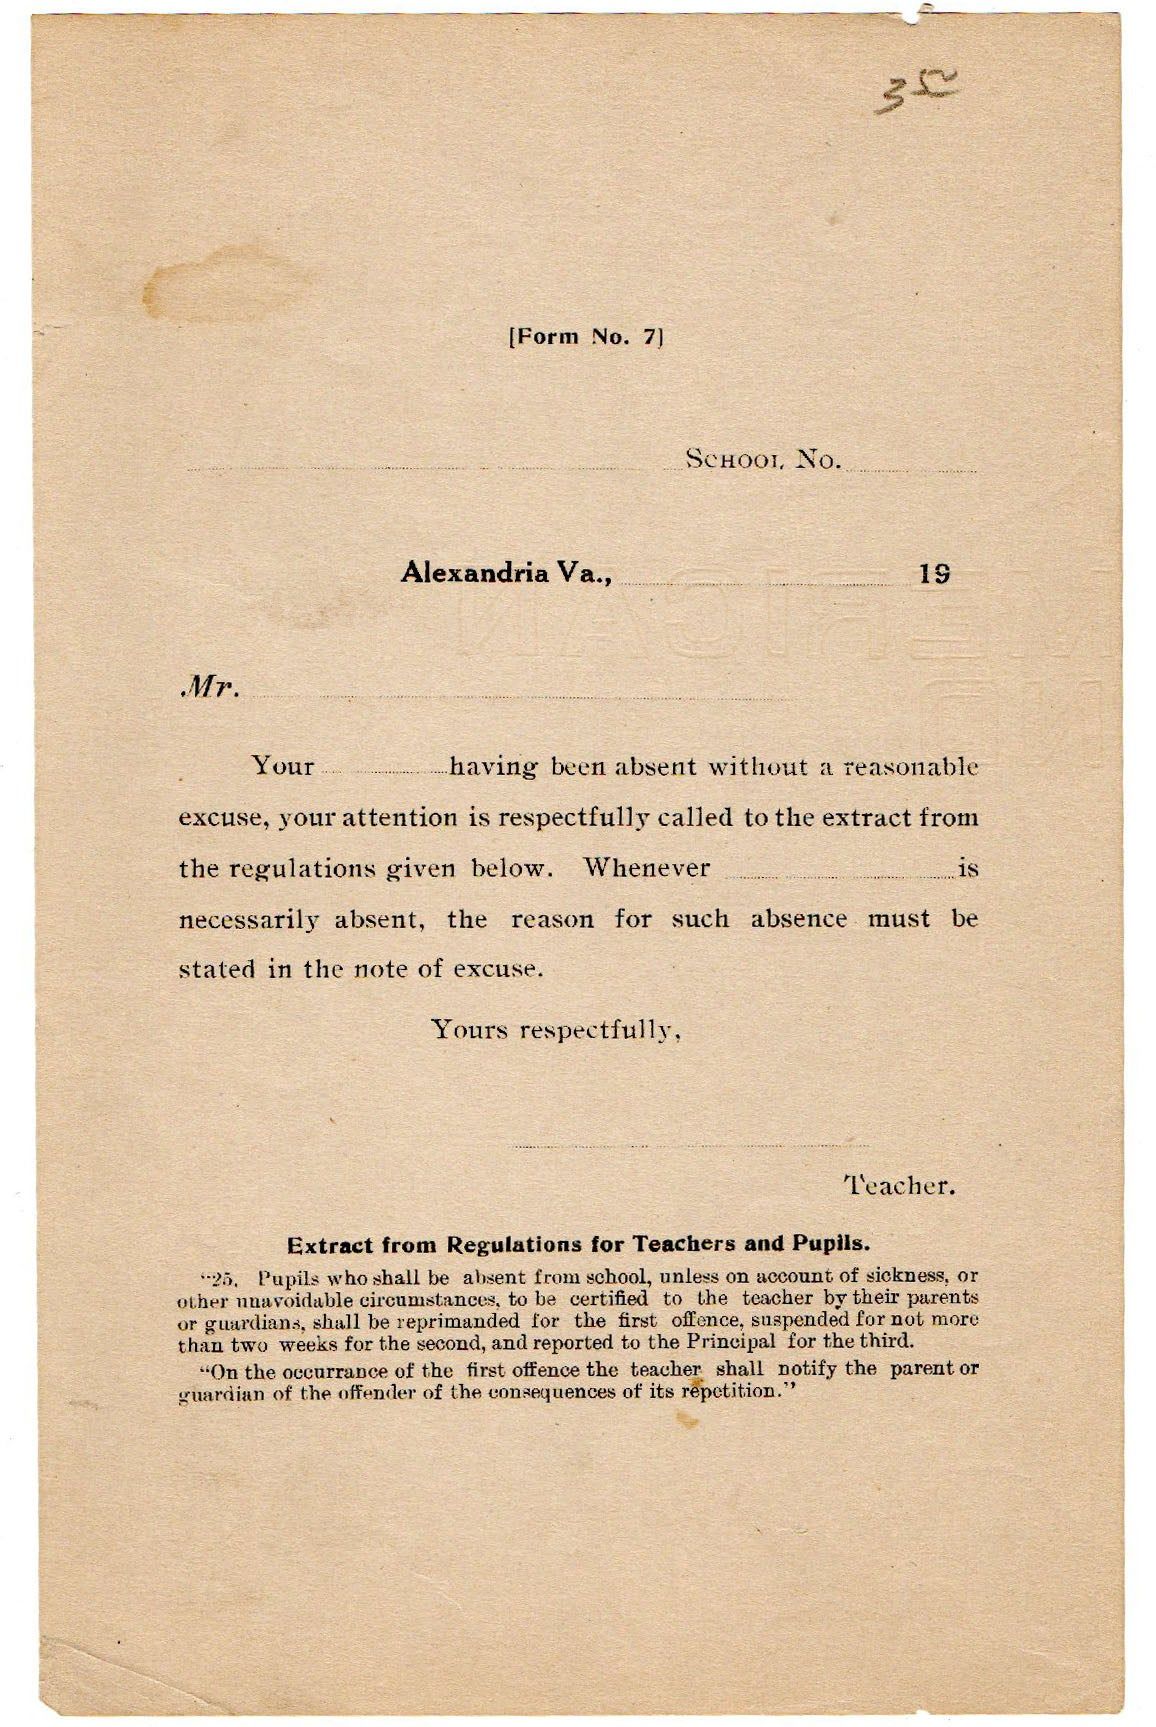 35
[Form No. 7]
SCHOOL No.
Alexandria Va., 19
Mr.
Your having been absent without a reasonable
excuse, your attention is respectfully called to the extract from
the regulations given below. Whenever is
necessarily absent, the reason for such absence must be
stated in the note of excuse.
Yours respectfully,
Teacher.
Extract from Regulations for Teachers and Pupils.
"25. Pupils who shall be absent from school, unless on account of sickness, or
other unavoidable circumstances, to be certified to the teacher by their parents
or guardians, shall be reprimanded for the first offence, suspended for not more
than two weeks for the second, and reported to the Principal for the third.
"On the occurrance of the first offence the teacher shall notify the parent or
guardian of the offender of the consequences of its repetition."